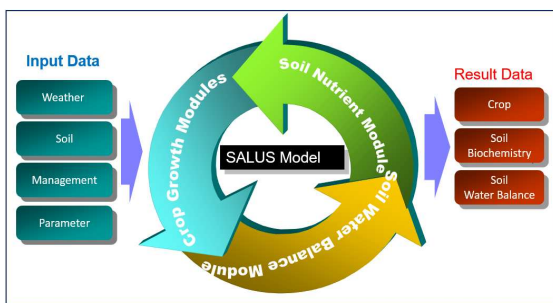 Input Data
Weather
Soil
Management
Parameter
Crop Growth Modules
Soil Nutrient Module
Soil Water Balance Module
SALUS Model
Result Data
Crop
Soil
Biochemistry
Soil
Water Balance